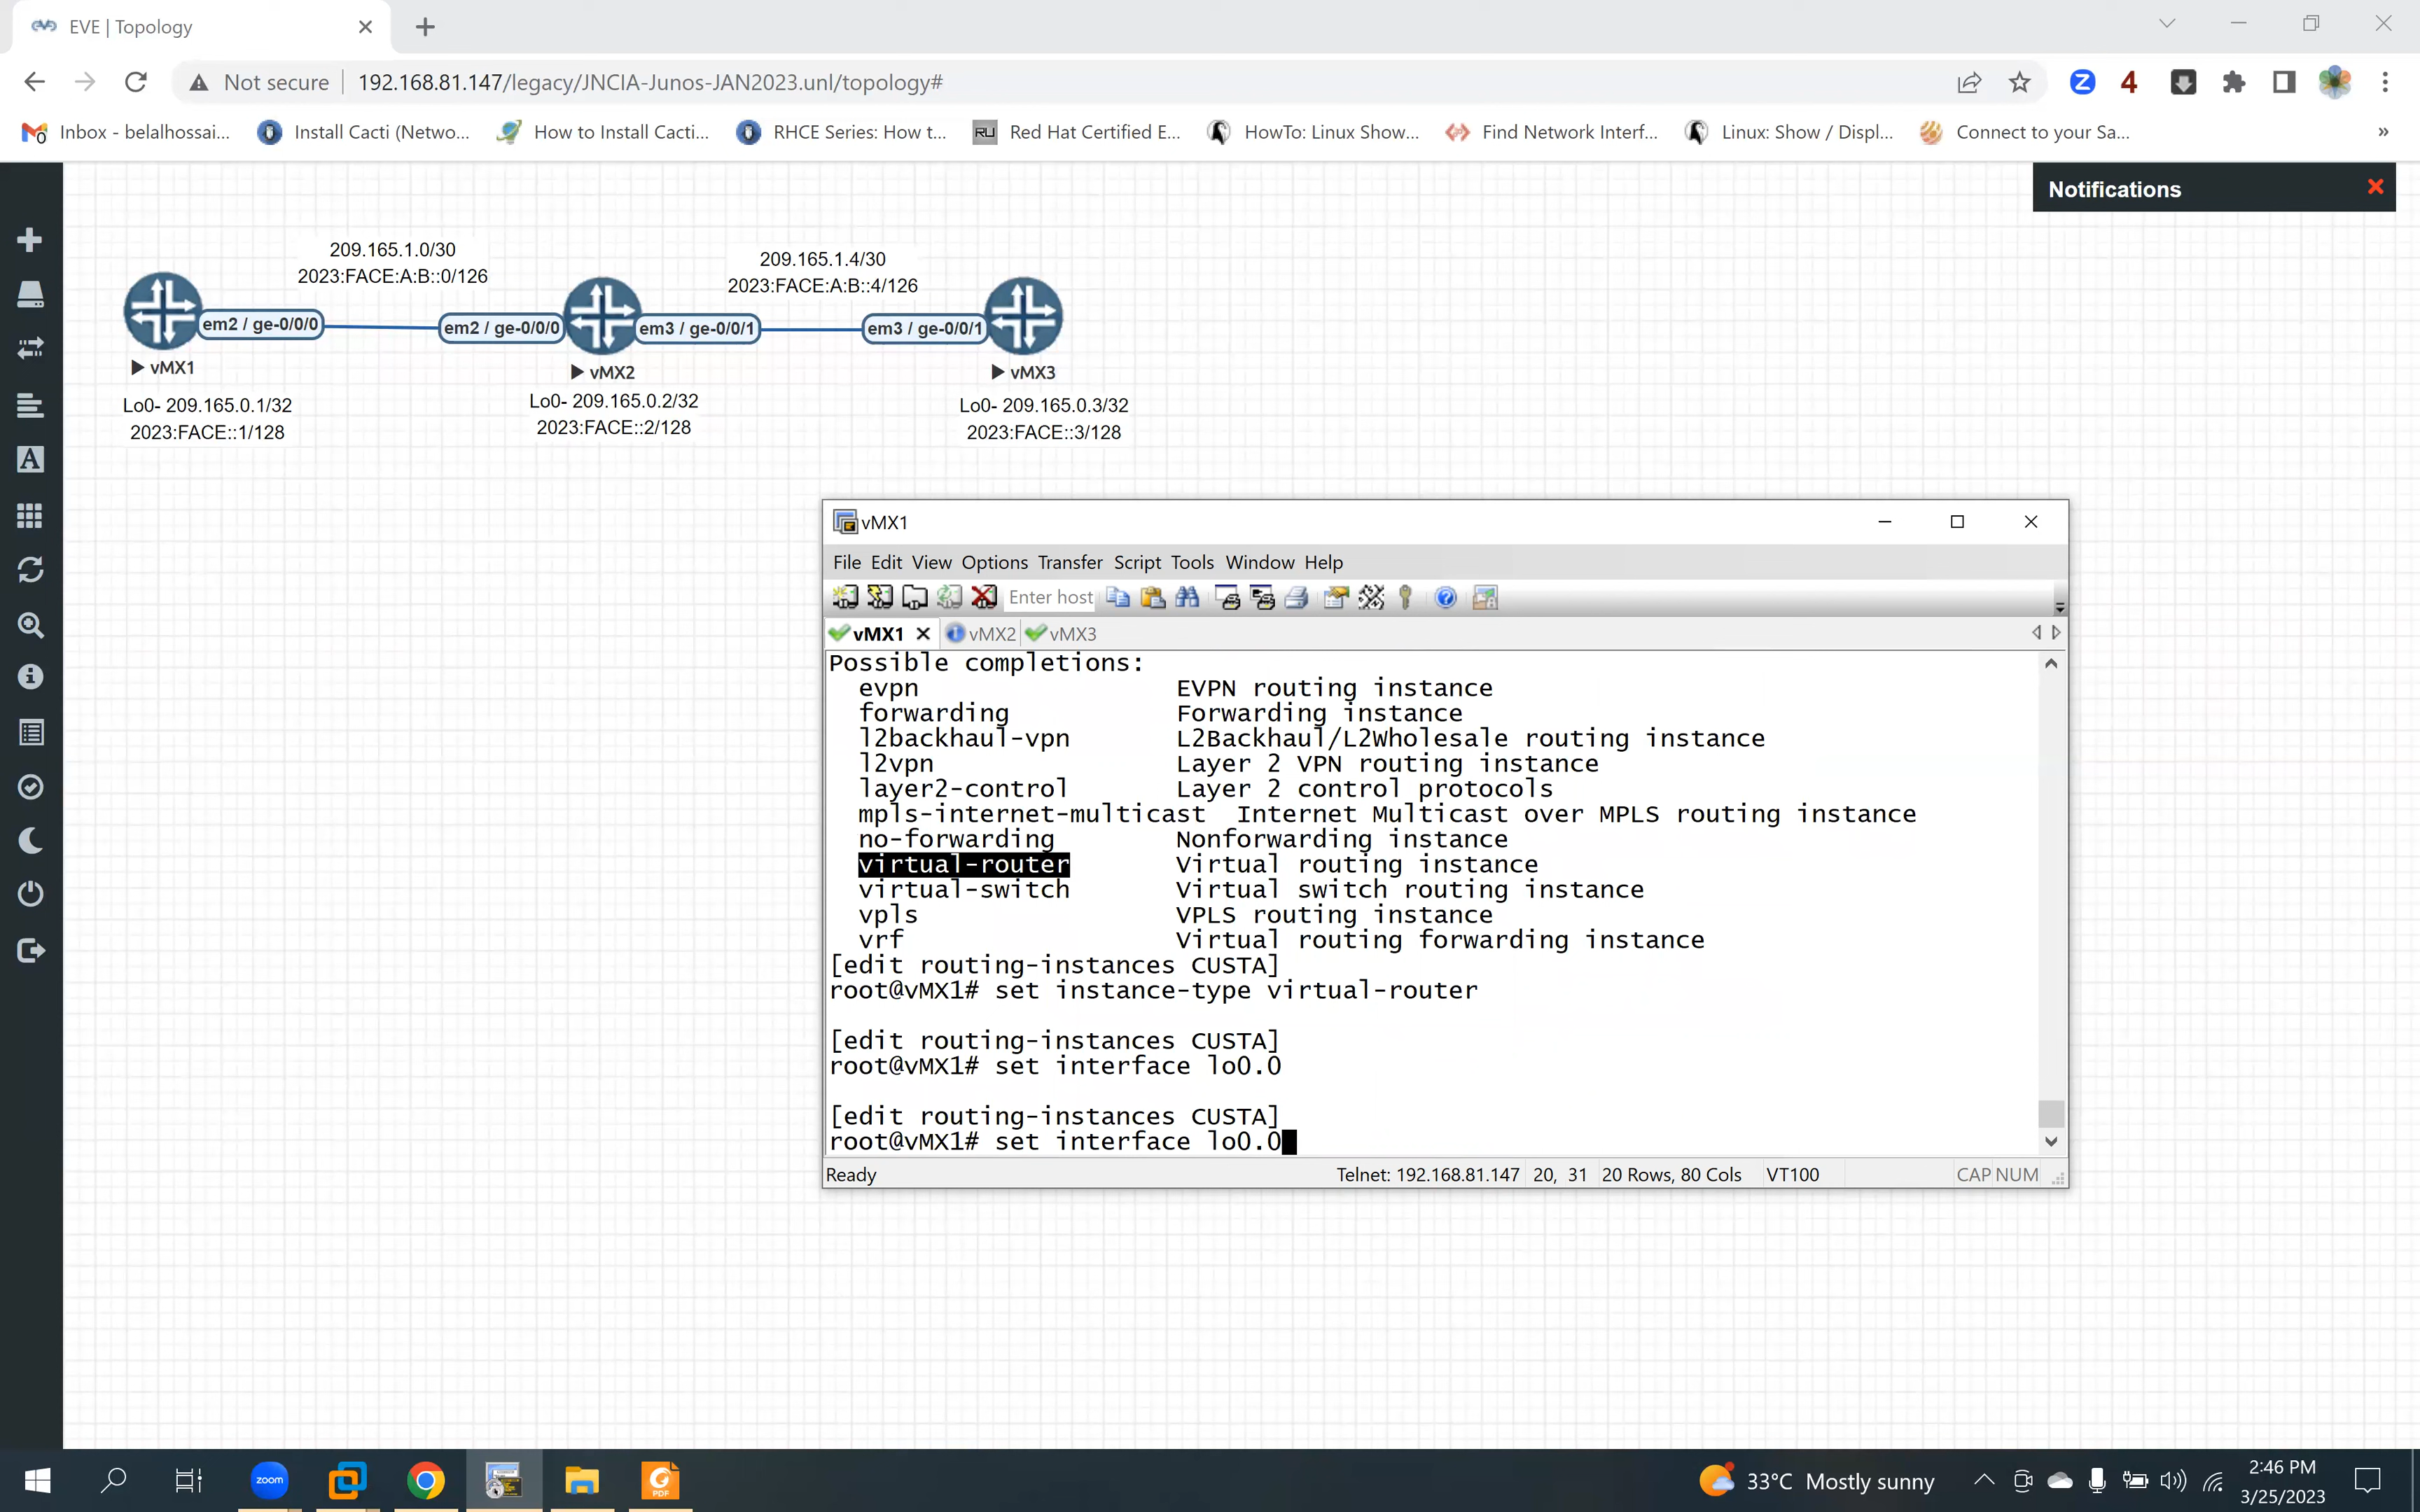 EVE | Topology
Not secure
192.168.81.147/legacy/JNCIA-Junos-JAN2023.unl/topology#
Z
4
Inbox - belalhossai...
Install Cacti (Netwo...
How to Install Cacti...
RHCE Series: How t...
RU
Red Hat Certified E...
HowTo: Linux Show...
Find Network Interf...
Linux: Show / Displ...
Connect to your Sa...
»
Notifications
209.165.1.0/30
2023:FACE:A:B::0/126
209.165.1.4/30
2023:FACE:A:B::4/126
em2 / ge-0/0/0
em2 / ge-0/0/0
em3 / ge-0/0/1
em3 / ge-0/0/1
vMX1
vMX2
vMX3
Lo0- 209.165.0.1/32
2023:FACE::1/128
Lo0- 209.165.0.2/32
2023:FACE::2/128
Lo0- 209.165.0.3/32
2023:FACE::3/128
vMX1
File Edit View Options Transfer Script Tools Window Help
Enter host
vMX1
vMX2
vMX3
Possible completions:
evpn EVPN routing instance
forwarding Forwarding instance
l2backhaul-vpn L2Backhaul/L2Wholesale routing instance
l2vpn Layer 2 VPN routing instance
layer2-control Layer 2 control protocols
mpls-internet-multicast Internet Multicast over MPLS routing instance
no-forwarding Nonforwarding instance
virtual-router Virtual routing instance
virtual-switch Virtual switch routing instance
vpls VPLS routing instance
vrf Virtual routing forwarding instance
[edit routing-instances CUSTA]
root@vMX1# set instance-type virtual-router
[edit routing-instances CUSTA]
root@vMX1# set interface lo0.0
[edit routing-instances CUSTA]
root@vMX1# set interface lo0.0
Ready
Telnet: 192.168.81.147
20, 31
20 Rows, 80 Cols
VT100
CAP NUM
zoom
PDF
33°C Mostly sunny
2:46 PM
3/25/2023